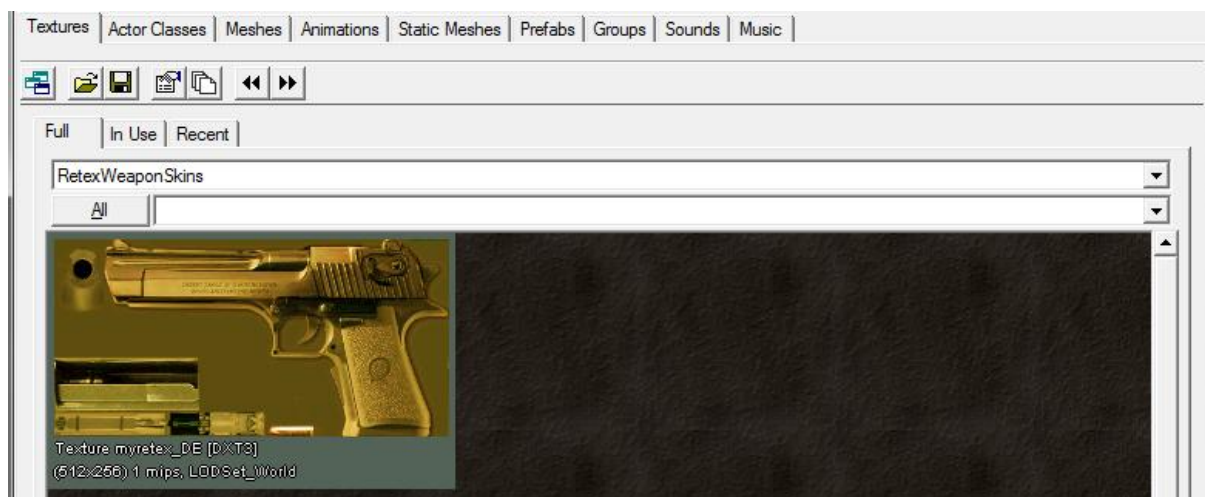 Textures Actor Classes Meshes Animations Static Meshes Prefabs Groups Sounds Music
Full In Use Recent
RetexWeaponSkins
All
Texture myretex_DE [DXT3]
(512x256) 1 mips, LODSet_World